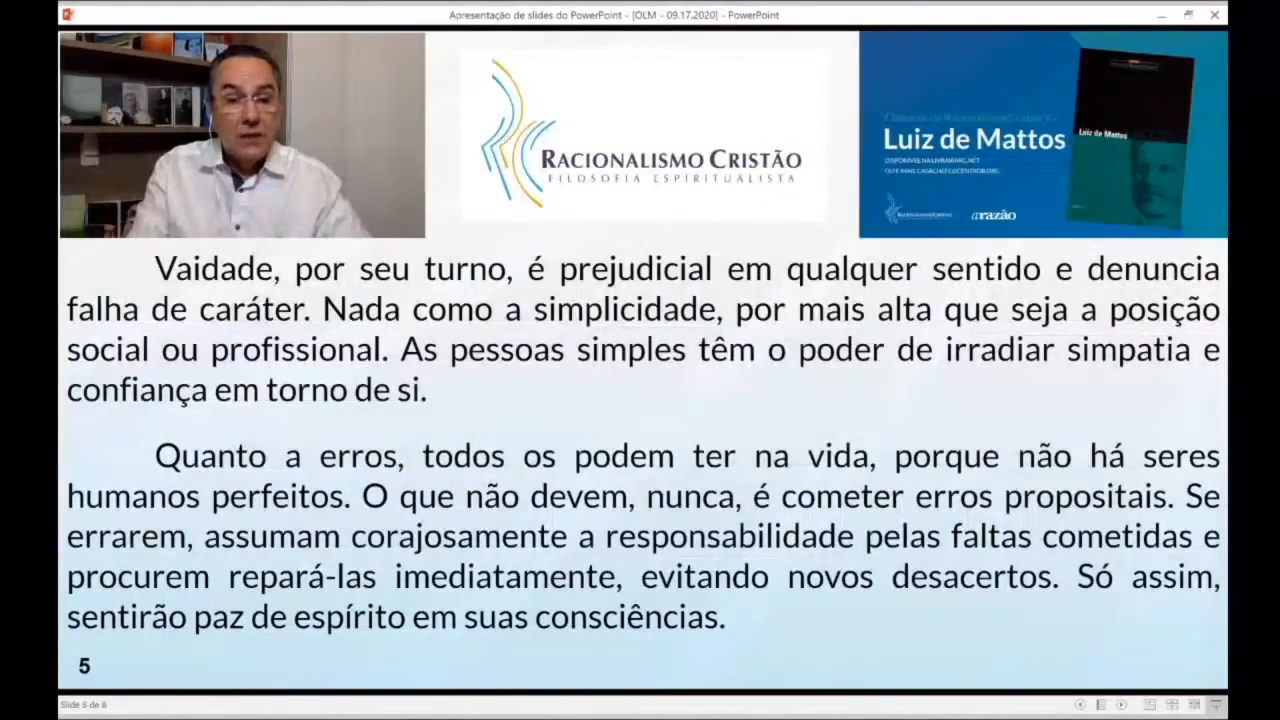 Apresentação de slides do PowerPoint - [OLM - 09.17.2020] - PowerPoint
RACIONALISMO CRISTÃO
FILOSOFIA ESPIRITUALISTA
Luiz de Mattos
Luiz de Mattos
RACIONALISMO CRISTÃO
arazão
Vaidade, por seu turno, é prejudicial em qualquer sentido e denuncia
falha de caráter. Nada como a simplicidade, por mais alta que seja a posição
social ou profissional. As pessoas simples têm o poder de irradiar simpatia e
confiança em torno de si.
Quanto a erros, todos os podem ter na vida, porque não há seres
humanos perfeitos. O que não devem, nunca, é cometer erros propositais. Se
errarem, assumam corajosamente a responsabilidade pelas faltas cometidas e
procurem repará-las imediatamente, evitando novos desacertos. Só assim,
sentirão paz de espírito em suas consciências.
5
Slide 6 de 8